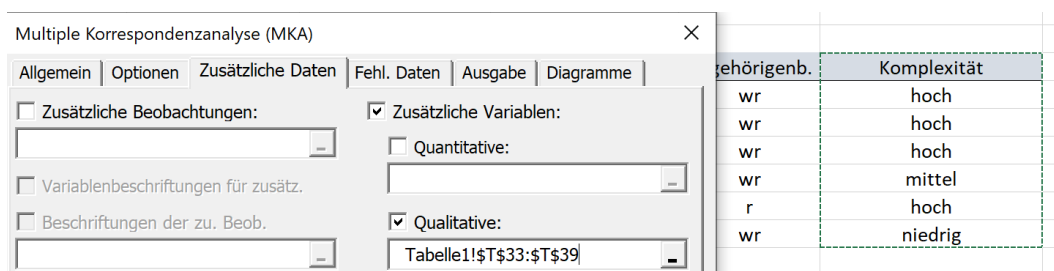 Multiple Korrespondenzanalyse (MKA)
Allgemein Optionen Zusätzliche Daten Fehl. Daten Ausgabe Diagramme
Zusätzliche Beobachtungen:
Variablenbeschriftungen für zusätz.
Beschriftungen der zu. Beob.
Zusätzliche Variablen:
Quantitative:
Qualitative:
Tabelle1!$T$33:$T$39
gehörigenb. Komplexität
wr hoch
wr hoch
wr hoch
wr mittel
r hoch
wr niedrig